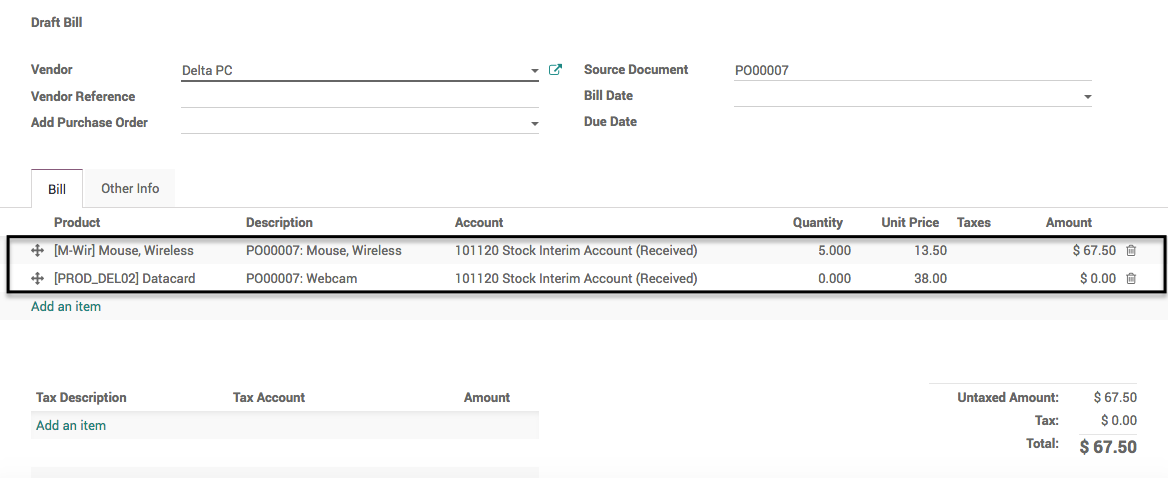 Draft Bill
Vendor Delta PC Source Document PO00007
Vendor Reference Bill Date
Add Purchase Order Due Date
Bill Other Info
Product Description Account Quantity Unit Price Taxes Amount
[M-Wir] Mouse, Wireless PO00007: Mouse, Wireless 101120 Stock Interim Account (Received) 5.000 13.50 $ 67.50
[PROD_DEL02] Datacard PO00007: Webcam 101120 Stock Interim Account (Received) 0.000 38.00 $ 0.00
Add an item
Tax Description Tax Account Amount Untaxed Amount: $ 67.50
Add an item Tax: $ 0.00
Total: $ 67.50